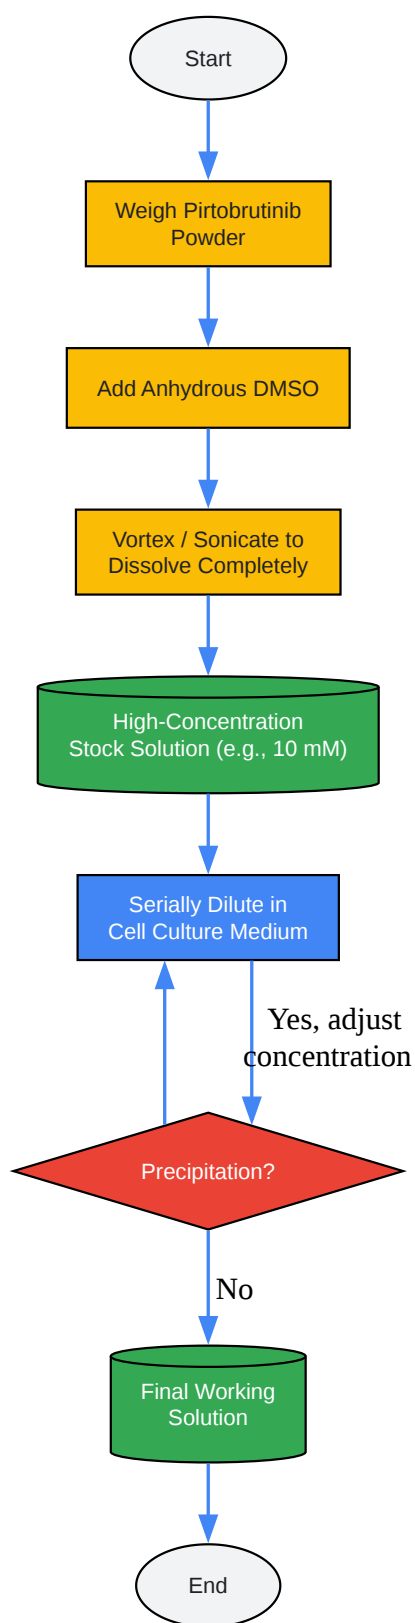 Start
Weigh Pirtobrutinib
Powder
Add Anhydrous DMSO
Vortex / Sonicate to
Dissolve Completely
High-Concentration
Stock Solution (e.g., 10 mM)
Serially Dilute in
Cell Culture Medium
Yes, adjust
concentration
Precipitation?
No
Final Working
Solution
End